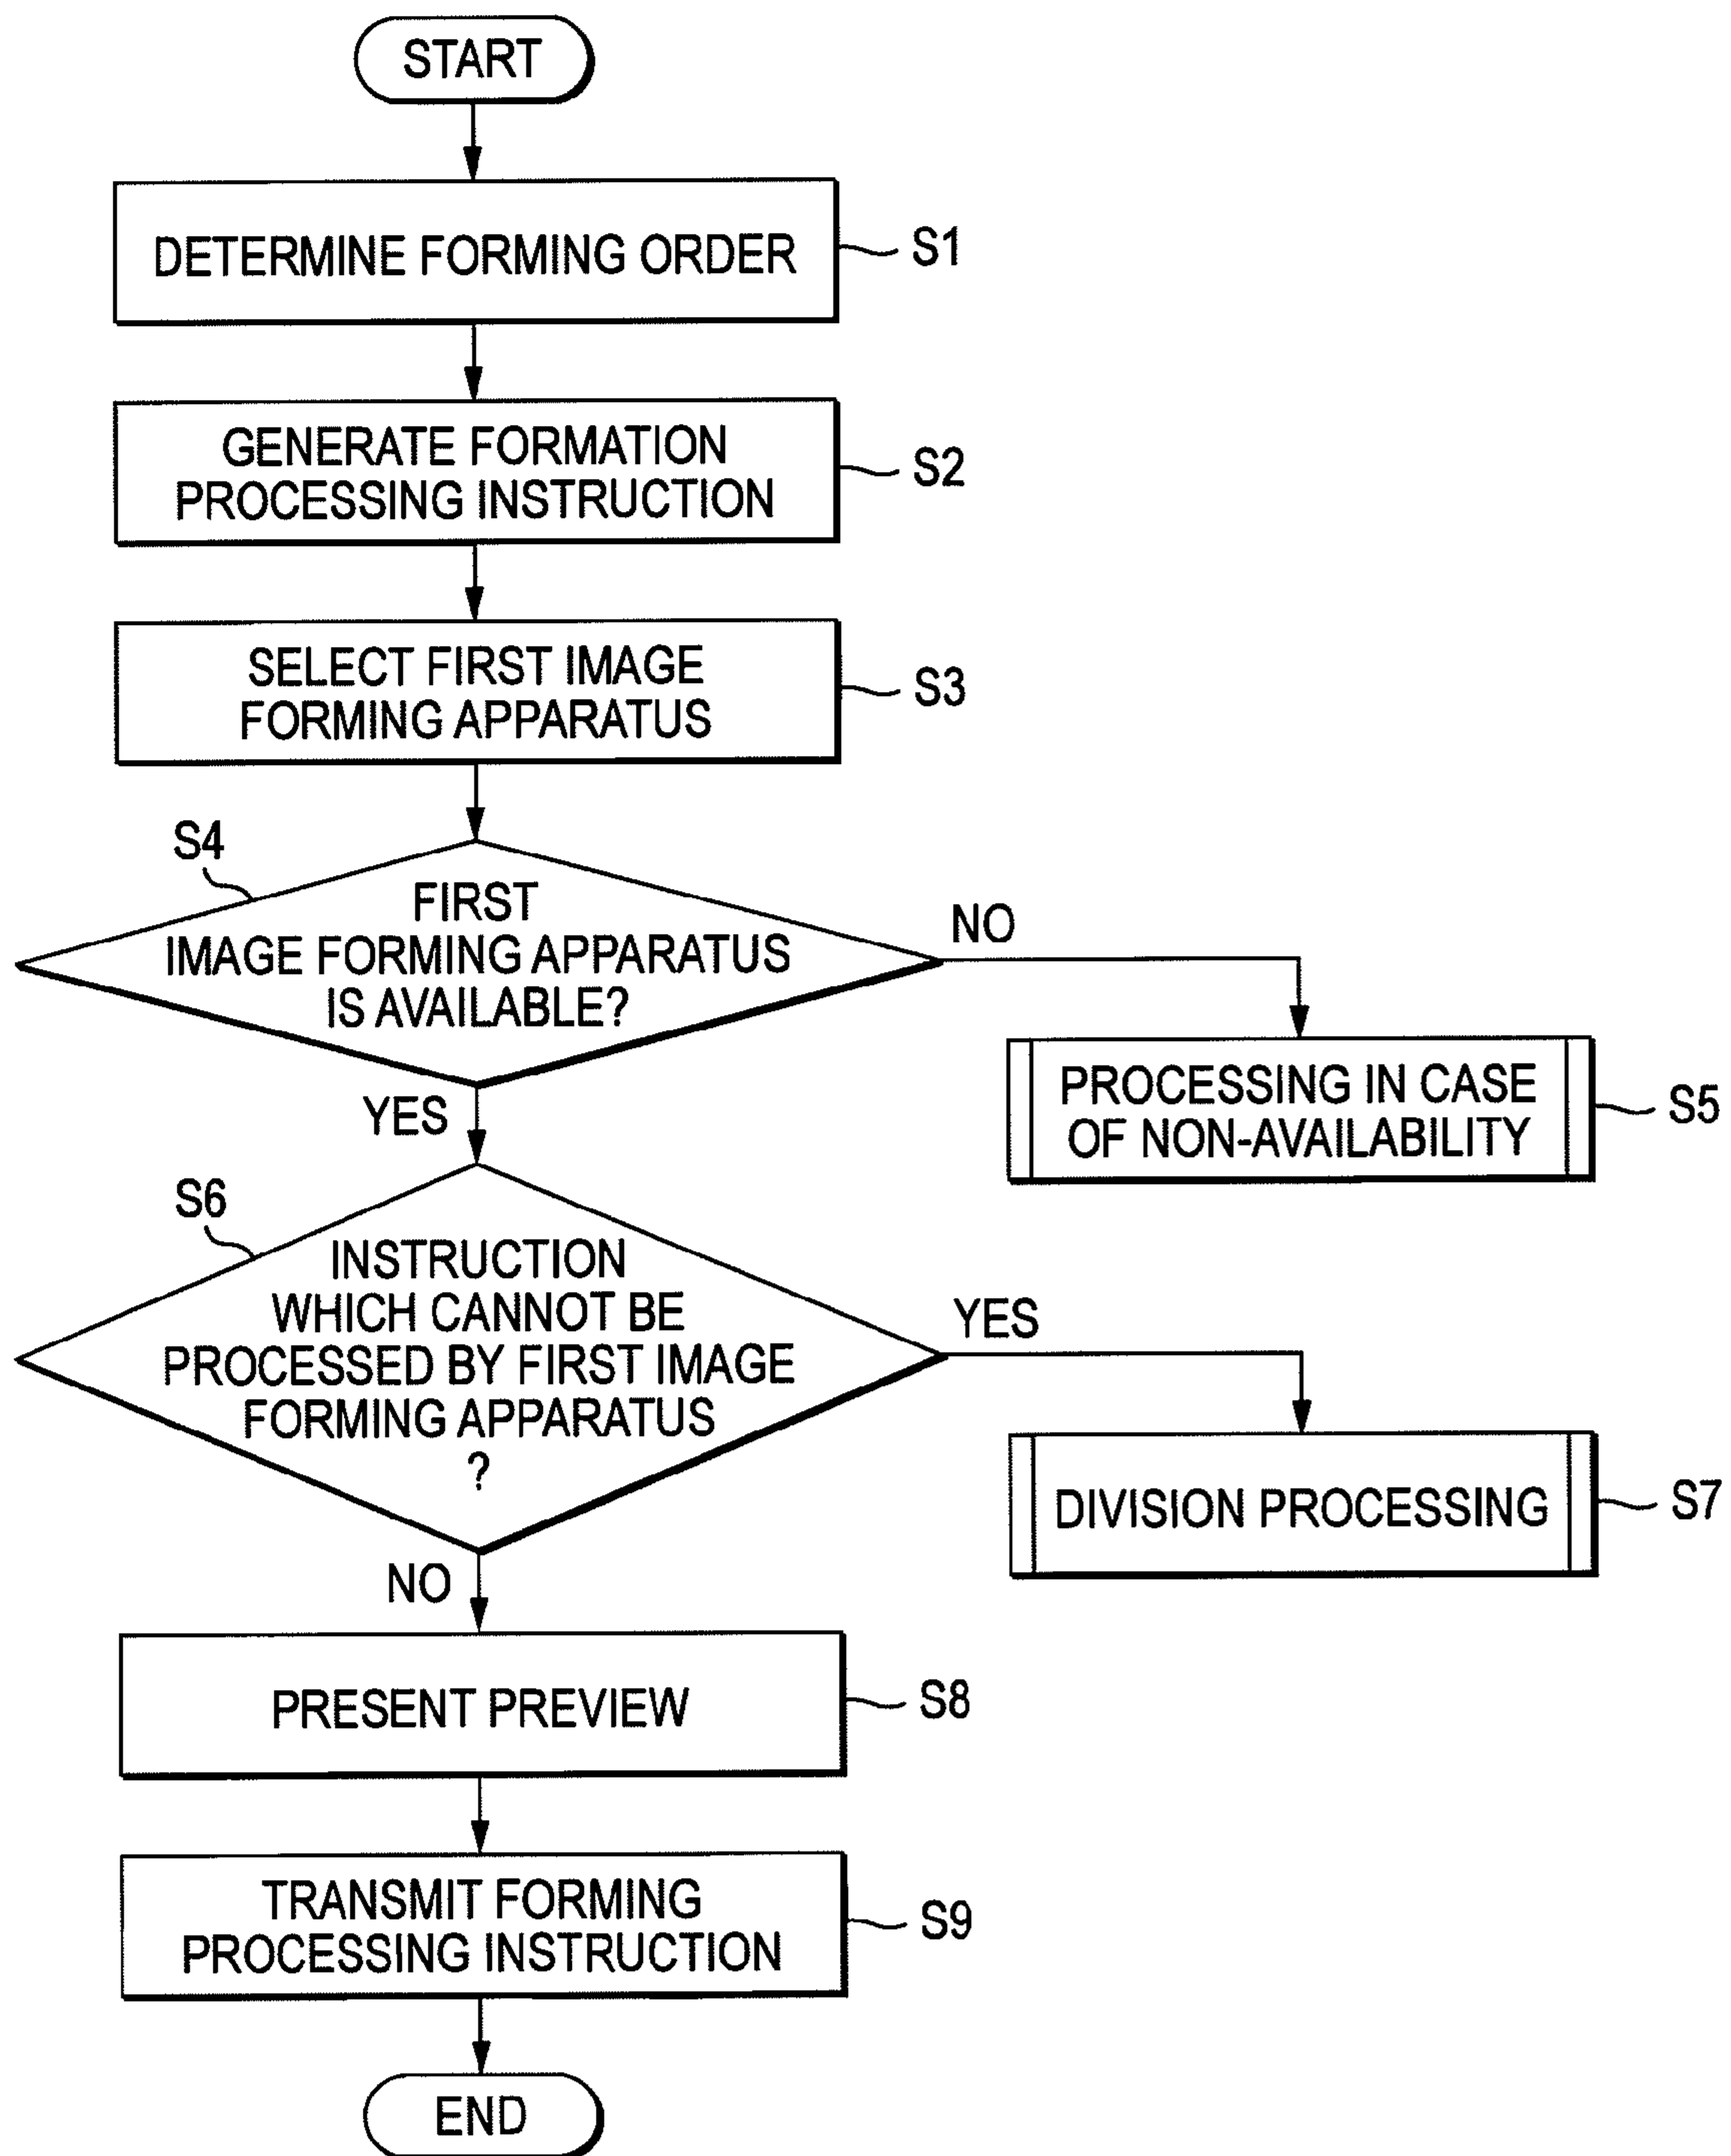 START
DETERMINE FORMING ORDER
S1
GENERATE FORMATION
PROCESSING INSTRUCTION
S2
SELECT FIRST IMAGE
FORMING APPARATUS
S3
S4
FIRST
IMAGE FORMING APPARATUS
IS AVAILABLE?
NO
YES
PROCESSING IN CASE
OF NON-AVAILABILITY
S5
S6
INSTRUCTION
WHICH CANNOT BE
PROCESSED BY FIRST IMAGE
FORMING APPARATUS
?
YES
NO
DIVISION PROCESSING
S7
PRESENT PREVIEW
S8
TRANSMIT FORMING
PROCESSING INSTRUCTION
S9
END